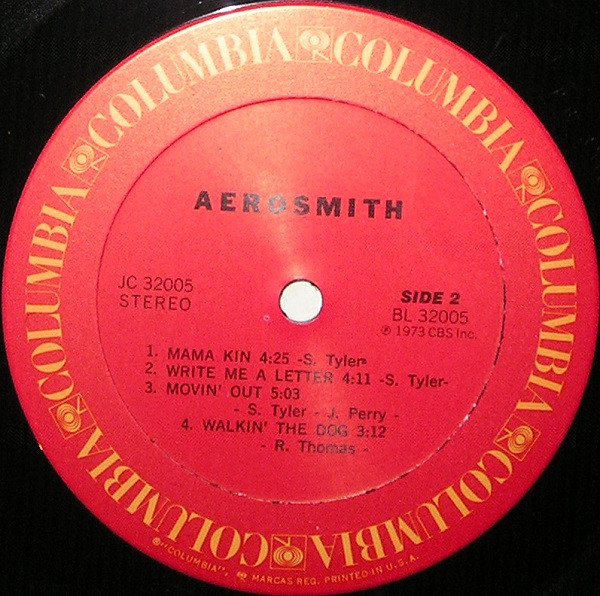 COLUMBIA COLUMBIA COLUMBIA COLUMBIA COLUMBIA COLUMBIA COLUMBIA COLUMBIA
AEROSMITH
JC 32005
STEREO
SIDE 2
BL 32005
℗ 1973 CBS Inc.
1. MAMA KIN 4:25 -S. Tyler-
2. WRITE ME A LETTER 4:11 -S. Tyler-
3. MOVIN' OUT 5:03
- S. Tyler - J. Perry -
4. WALKIN' THE DOG 3:12
- R. Thomas -
®"COLUMBIA", MARCAS REG. PRINTED IN U.S.A.